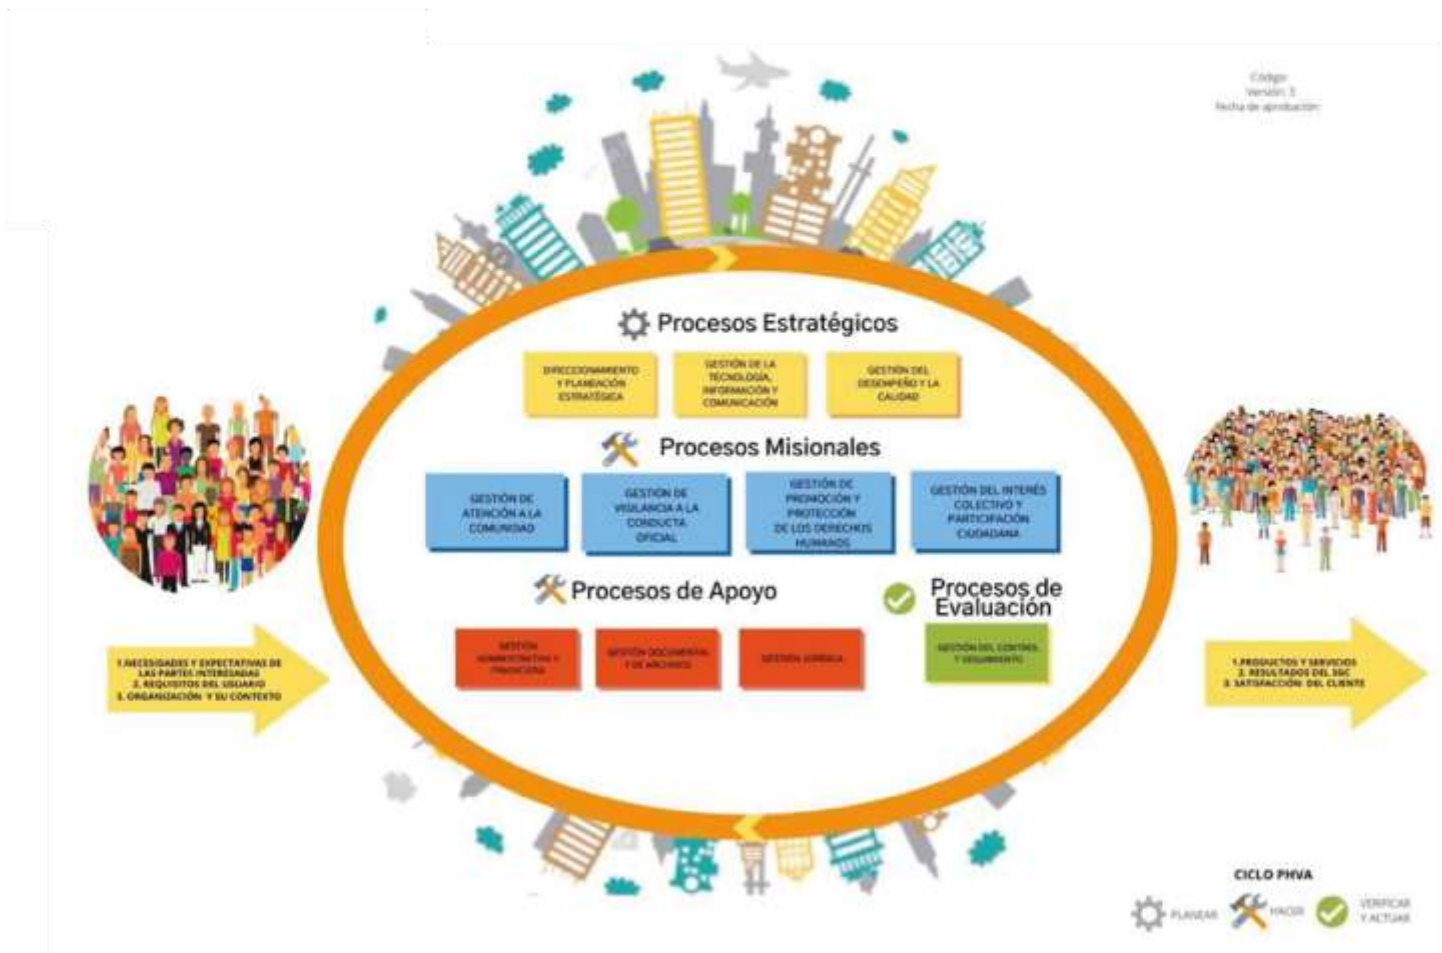 Código:
Versión: 3
Fecha de aprobación:
Procesos Estratégicos
DIRECCIONAMIENTO
Y PLANEACIÓN
ESTRATÉGICA
GESTIÓN DE LA
TECNOLOGÍA,
INFORMACIÓN Y
COMUNICACIÓN
GESTIÓN DEL
DESEMPEÑO Y LA
CALIDAD
Procesos Misionales
GESTIÓN DE
ATENCIÓN A LA
COMUNIDAD
GESTIÓN DE
VIGILANCIA A LA
CONDUCTA
OFICIAL
GESTIÓN DE
PROMOCIÓN Y
PROTECCIÓN
DE LOS DERECHOS
HUMANOS
GESTIÓN DEL INTERÉS
COLECTIVO Y
PARTICIPACIÓN
CIUDADANA
Procesos de Apoyo
GESTIÓN
ADMINISTRATIVA Y
FINANCIERA
GESTIÓN DOCUMENTAL
Y DE ARCHIVOS
GESTIÓN JURÍDICA
Procesos de
Evaluación
GESTIÓN DEL CONTROL
Y SEGUIMIENTO
1.NECESIDADES Y EXPECTATIVAS DE
LAS PARTES INTERESADAS
2. REQUISITOS DEL USUARIO
3. ORGANIZACIÓN Y SU CONTEXTO
1.PRODUCTOS Y SERVICIOS
2. RESULTADOS DEL SGC
3. SATISFACCIÓN DEL CLIENTE
CICLO PHVA
PLANEAR
HACER
VERIFICAR
Y ACTUAR